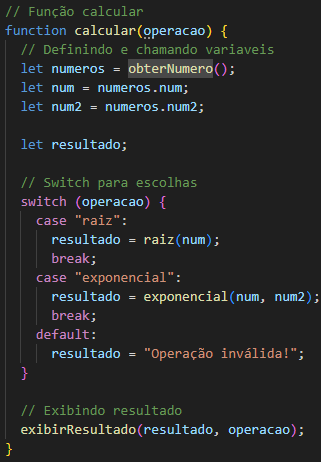 // Função calcular
function calcular(operacao) {
  // Definindo e chamando variaveis
  let numeros = obterNumero();
  let num = numeros.num;
  let num2 = numeros.num2;

  let resultado;

  // Switch para escolhas
  switch (operacao) {
    case "raiz":
      resultado = raiz(num);
      break;
    case "exponencial":
      resultado = exponencial(num, num2);
      break;
    default:
      resultado = "Operação inválida!";
  }

  // Exibindo resultado
  exibirResultado(resultado, operacao);
}